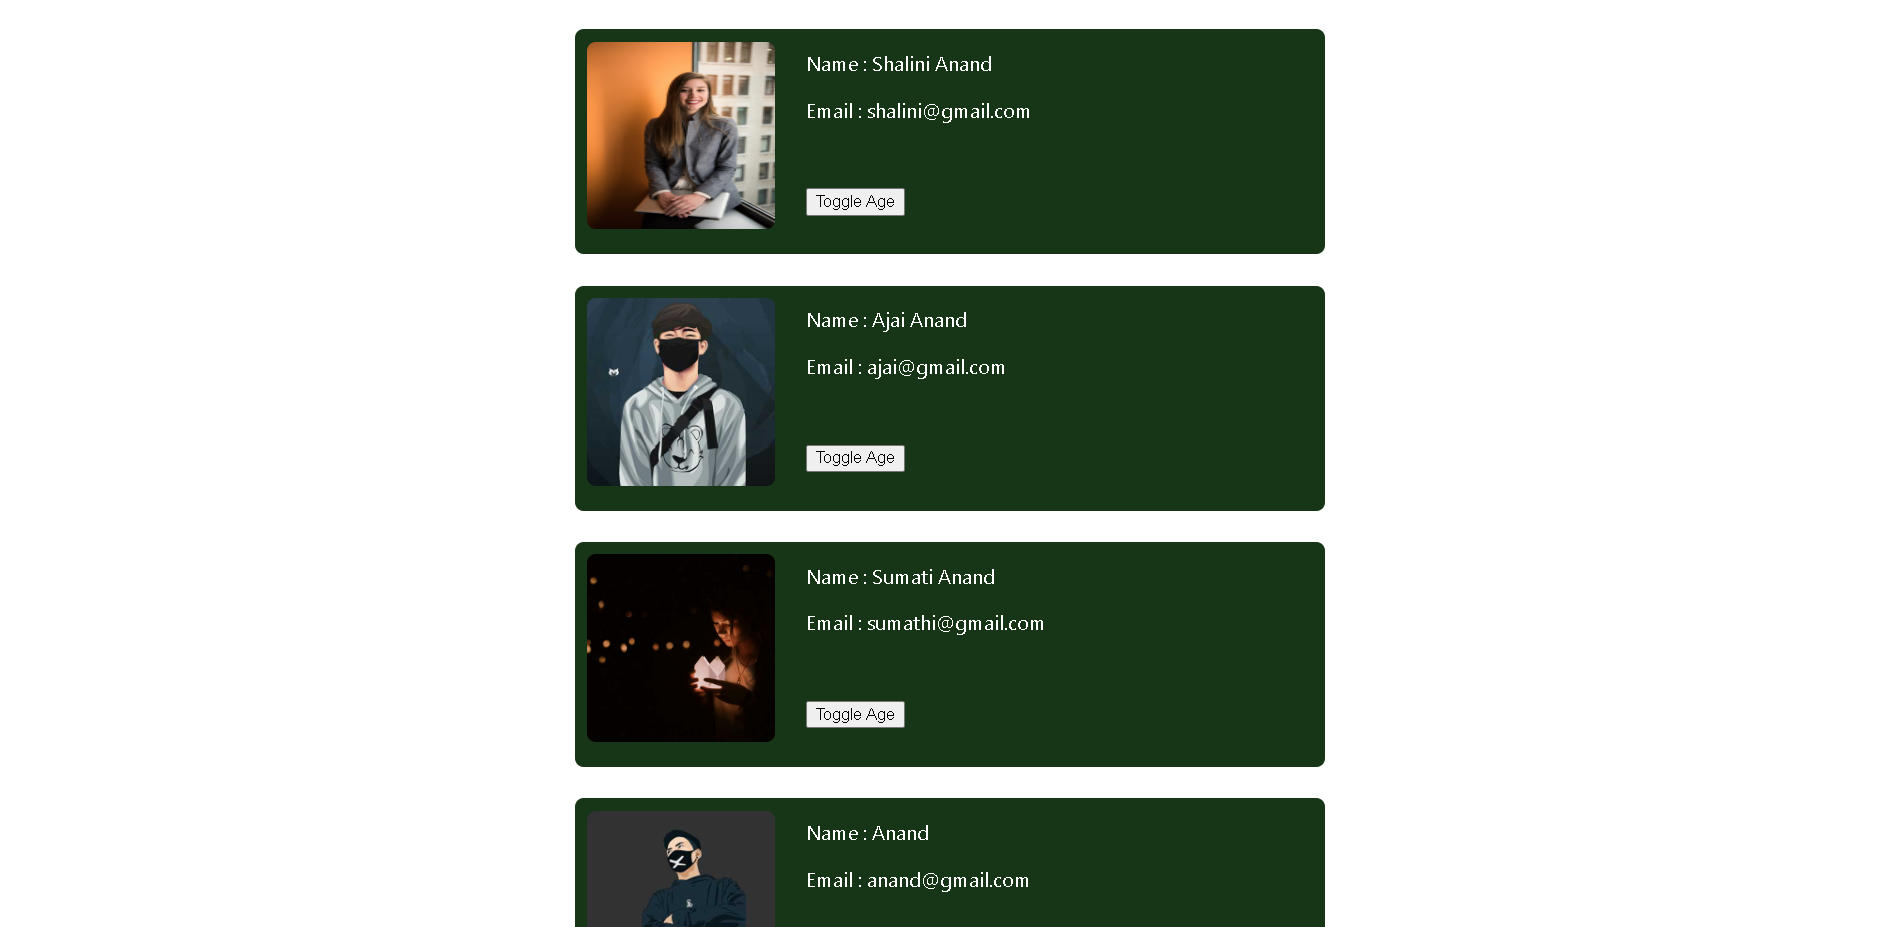 Name : Shalini Anand
Email : shalini@gmail.com
Toggle Age
Name : Ajai Anand
Email : ajai@gmail.com
Toggle Age
Name : Sumati Anand
Email : sumathi@gmail.com
Toggle Age
Name : Anand
Email : anand@gmail.com